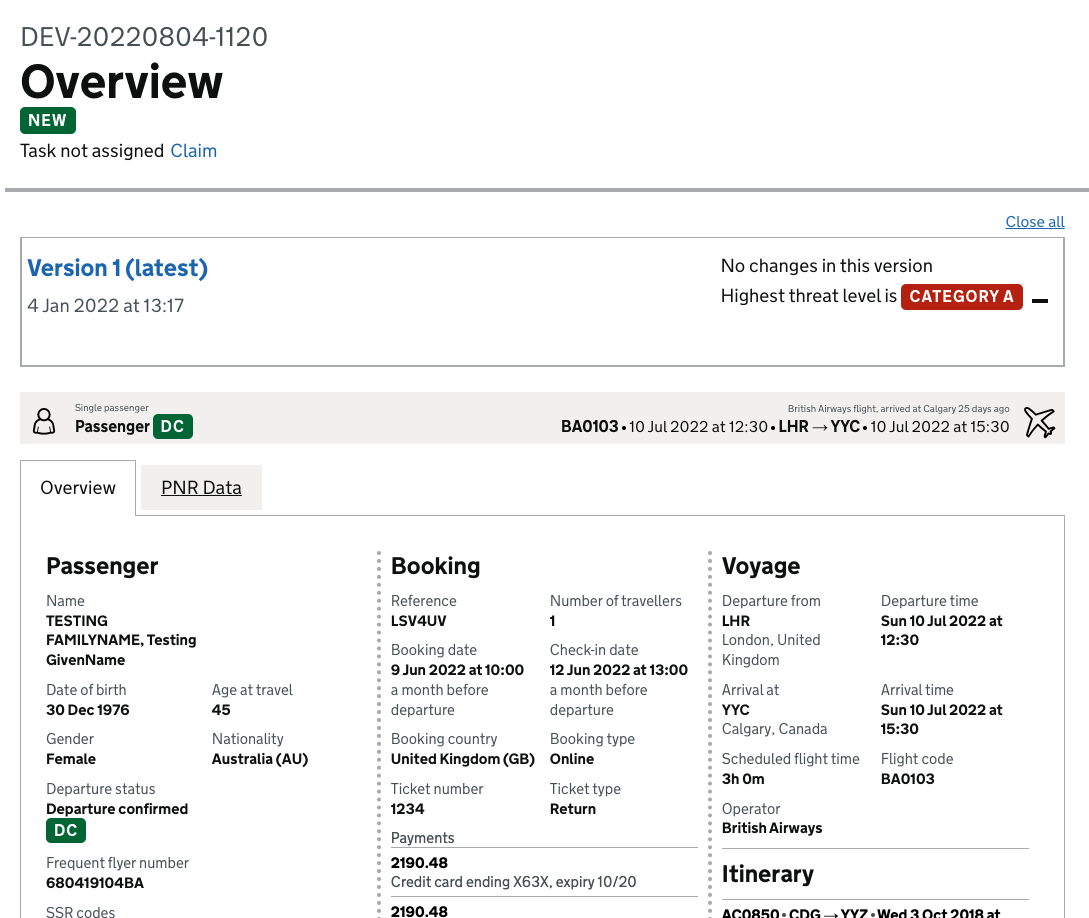 DEV-20220804-1120
Overview
NEW
Task not assigned Claim
Close all
Version 1 (latest)
4 Jan 2022 at 13:17
No changes in this version
Highest threat level is CATEGORY A
Single passenger
Passenger DC
British Airways flight, arrived at Calgary 25 days ago
BA0103 • 10 Jul 2022 at 12:30 • LHR → YYC • 10 Jul 2022 at 15:30
Overview
PNR Data
Passenger
Name
TESTING
FAMILYNAME, Testing
GivenName
Date of birth
30 Dec 1976
Age at travel
45
Gender
Female
Nationality
Australia (AU)
Departure status
Departure confirmed
DC
Frequent flyer number
680419104BA
SSR codes
Booking
Reference
LSV4UV
Number of travellers
1
Booking date
9 Jun 2022 at 10:00
a month before
departure
Check-in date
12 Jun 2022 at 13:00
a month before
departure
Booking country
United Kingdom (GB)
Booking type
Online
Ticket number
1234
Ticket type
Return
Payments
2190.48
Credit card ending X63X, expiry 10/20
2190.48
Voyage
Departure from
LHR
London, United
Kingdom
Departure time
Sun 10 Jul 2022 at
12:30
Arrival at
YYC
Calgary, Canada
Arrival time
Sun 10 Jul 2022 at
15:30
Scheduled flight time
3h 0m
Flight code
BA0103
Operator
British Airways
Itinerary
AC0850 • CDG → YYZ • Wed 3 Oct 2018 at